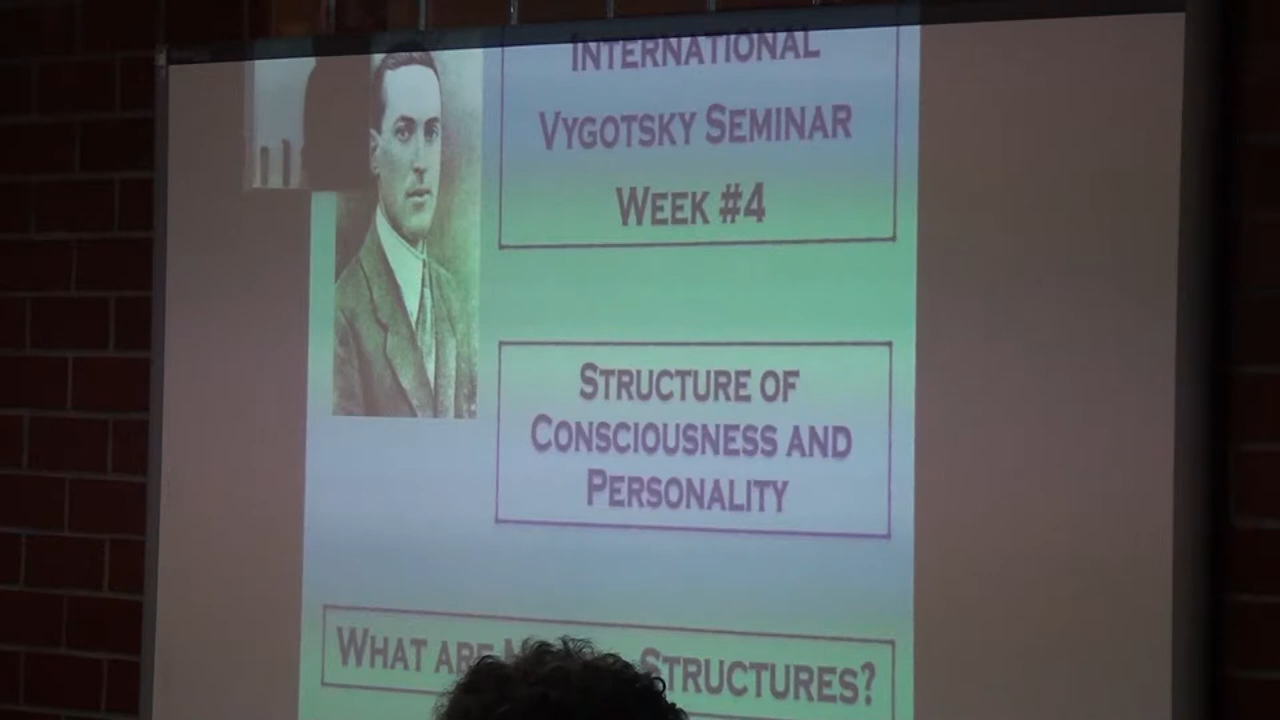 INTERNATIONAL
VYGOTSKY SEMINAR
WEEK #4
STRUCTURE OF
CONSCIOUSNESS AND
PERSONALITY
WHAT ARE STRUCTURES?